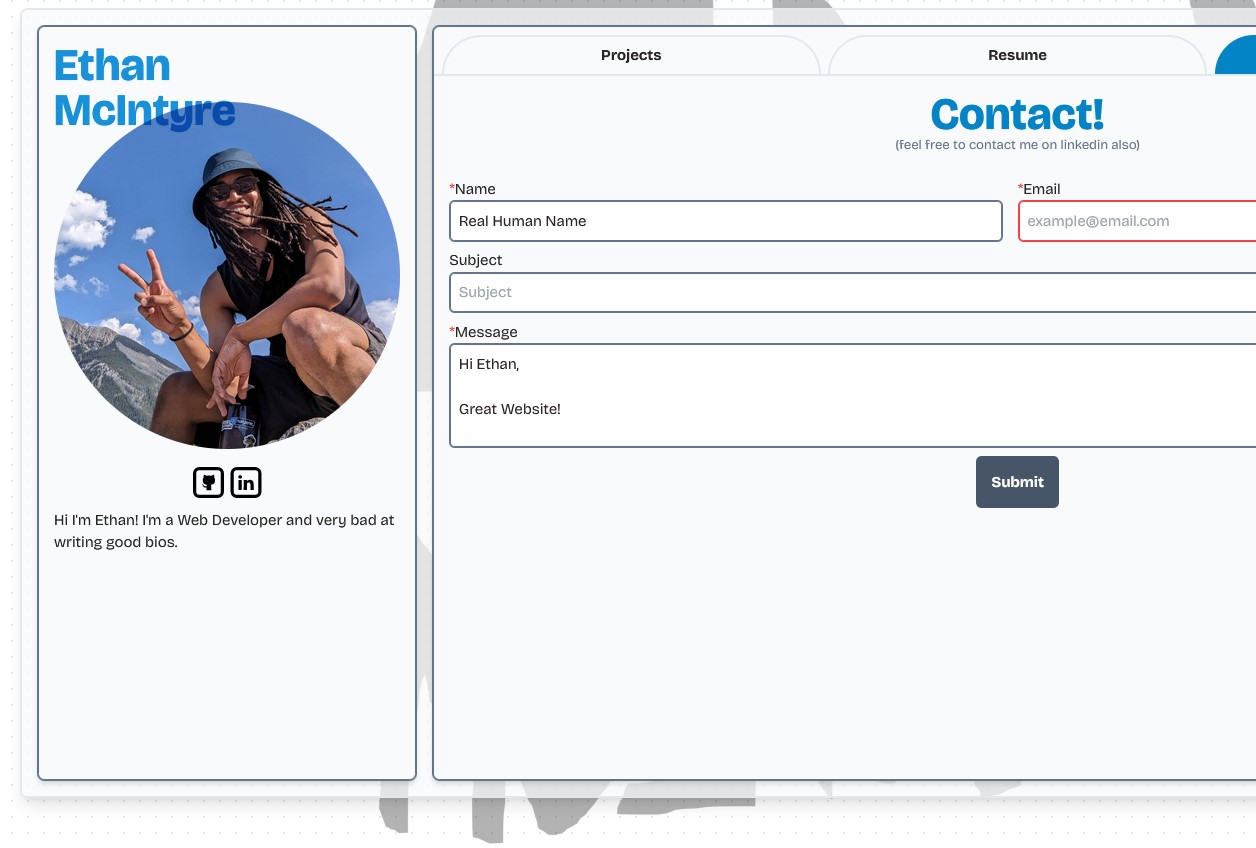 Ethan
McIntyre
Hi I'm Ethan! I'm a Web Developer and very bad at
writing good bios.
Projects
Resume
Contact!
(feel free to contact me on linkedin also)
*Name
*Email
Real Human Name
example@email.com
Subject
Subject
*Message
Hi Ethan,
Great Website!
Submit